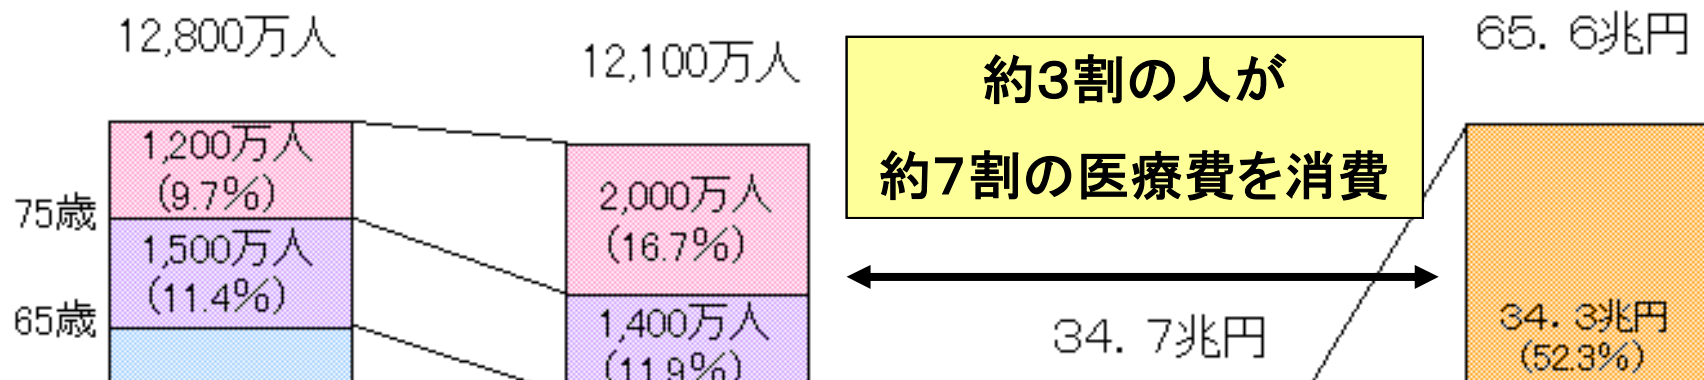 12,800万人
12,100万人
約3割の人が
約7割の医療費を消費
65．6兆円
1,200万人
(9.7%)
75歳
1,500万人
(11.4%)
65歳
2,000万人
(16.7%)
1,400万人
(11.9%)
34．7兆円
34．3兆円
(52.3%)